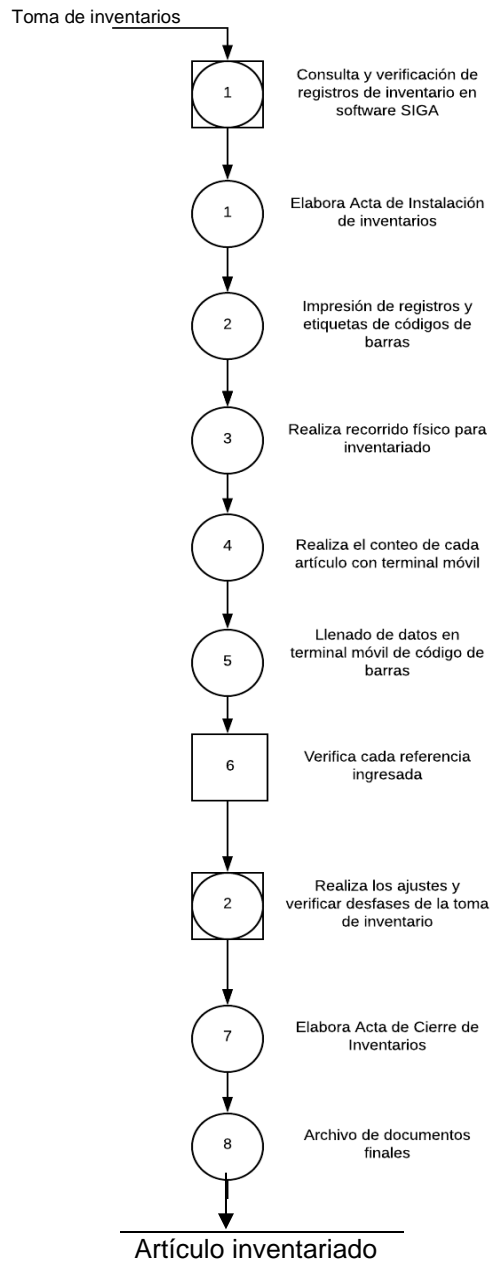 Toma de inventarios
1
Consulta y verificación de
registros de inventario en
software SIGA
1
Elabora Acta de Instalación
de inventarios
2
Impresión de registros y
etiquetas de códigos de
barras
3
Realiza recorrido físico para
inventariado
4
Realiza el conteo de cada
artículo con terminal móvil
5
Llenado de datos en
terminal móvil de código de
barras
6
Verifica cada referencia
ingresada
2
Realiza los ajustes y
verificar desfases de la toma
de inventario
7
Elabora Acta de Cierre de
Inventarios
8
Archivo de documentos
finales
Artículo inventariado